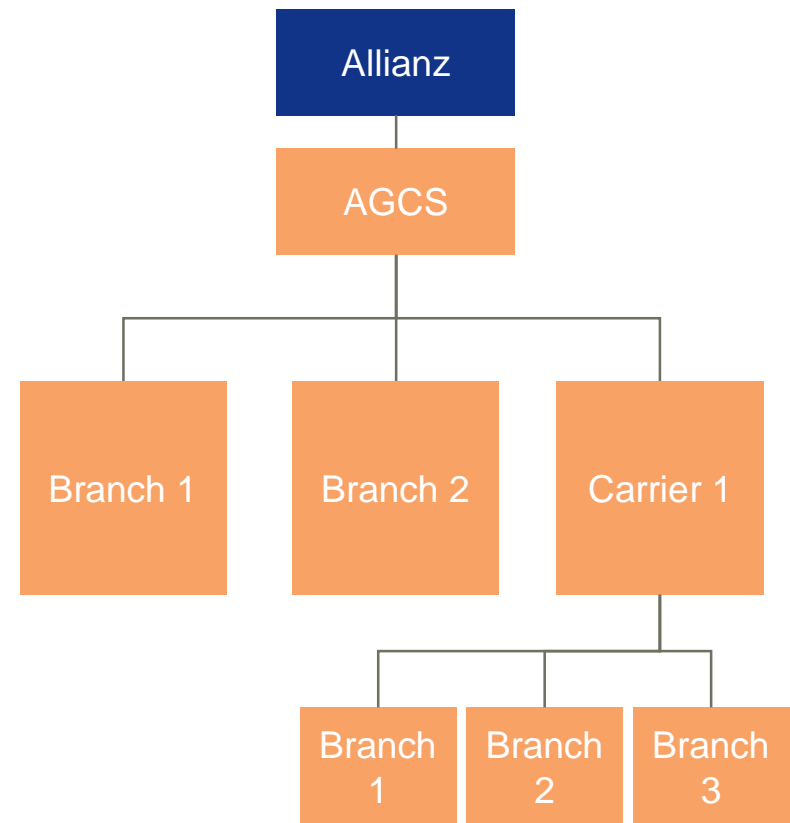 Allianz
AGCS
Branch 1
Branch 2
Carrier 1
Branch
1
Branch
2
Branch
3